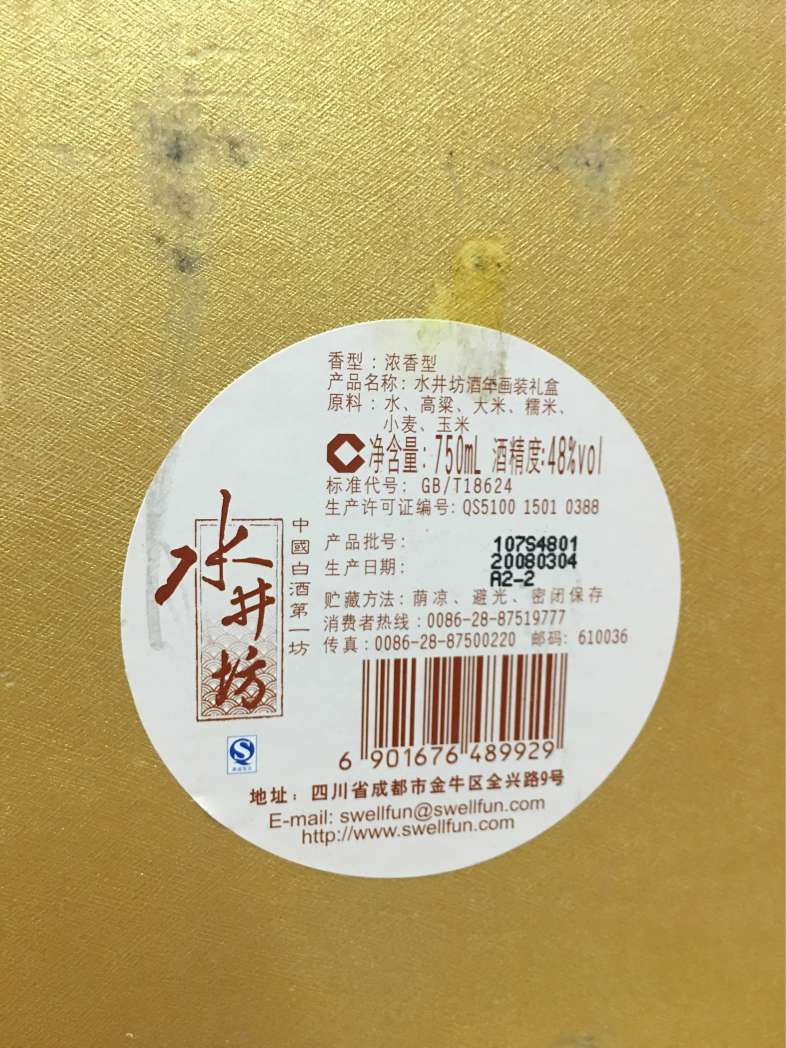 香型：浓香型
产品名称：水井坊酒年画装礼盒
原料：水、高粱、大米、糯米、
小麦、玉米
净含量：750mL 酒精度:48%vol
标准代号：GB/T18624
生产许可证编号：QS5100 1501 0388
产品批号： 107S4801
生产日期： 20080304
A2-2
贮藏方法：荫凉、避光、密闭保存
消费者热线：0086-28-87519777
传真：0086-28-87500220 邮码：610036
水井坊
中國白酒第一坊
6 901676 489929
地址：四川省成都市金牛区全兴路9号
E-mail: swellfun@swellfun.com
http://www.swellfun.com